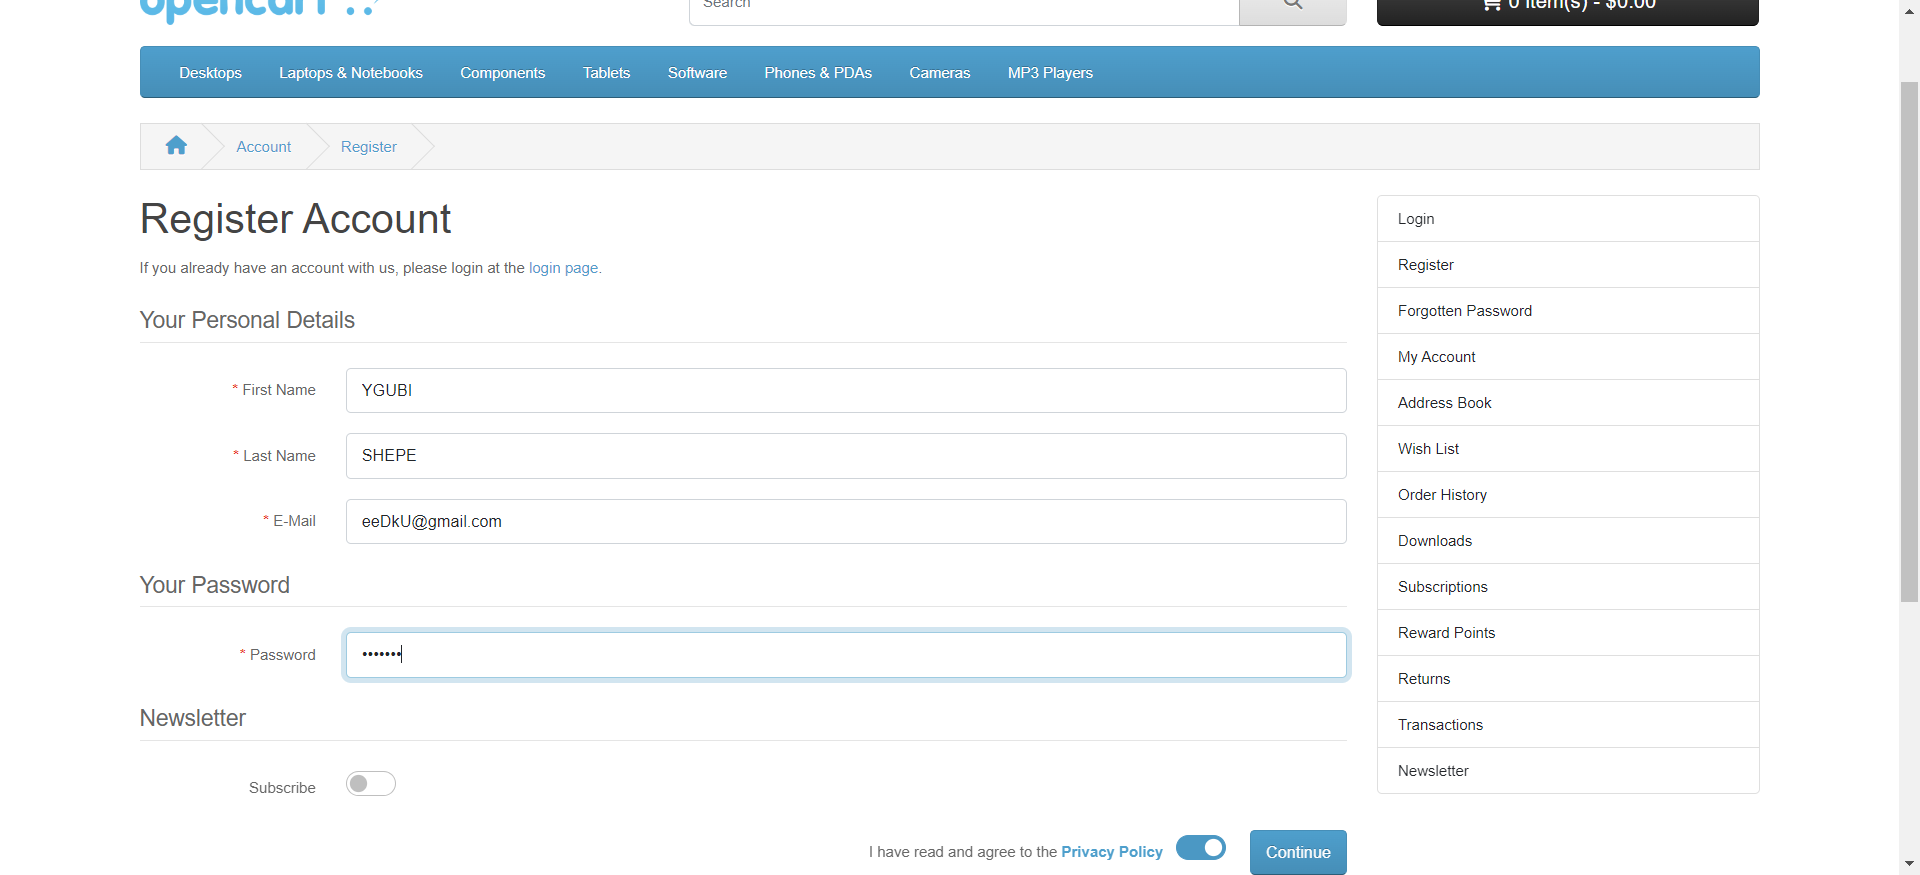 opencart
Search
0 item(s) - $0.00
Desktops Laptops & Notebooks Components Tablets Software Phones & PDAs Cameras MP3 Players
Account Register
Register Account
If you already have an account with us, please login at the login page.
Your Personal Details
* First Name YGUBI
* Last Name SHEPE
* E-Mail eeDkU@gmail.com
Your Password
* Password •••••••
Newsletter
Subscribe
I have read and agree to the Privacy Policy Continue
Login
Register
Forgotten Password
My Account
Address Book
Wish List
Order History
Downloads
Subscriptions
Reward Points
Returns
Transactions
Newsletter